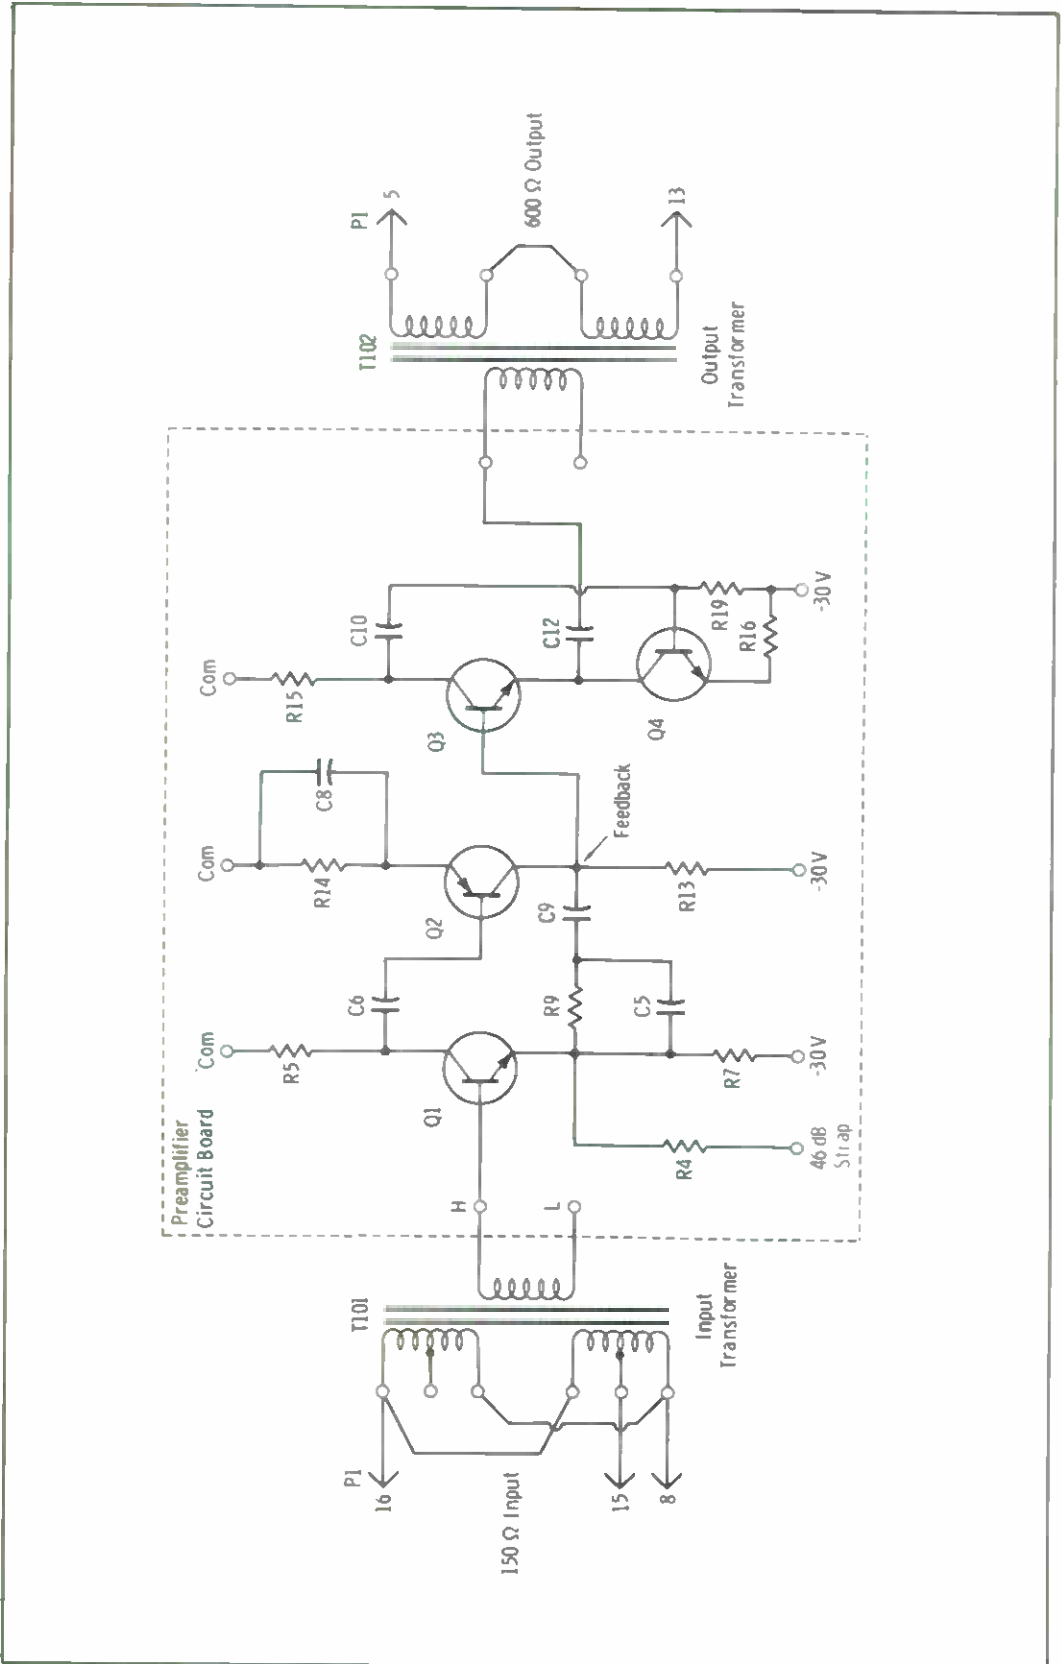 Preamplifier
Circuit Board
P1
16
150 Ω Input
15
8
T101
Input
Transformer
H
L
Com
R5
C6
Q1
R9
C5
R4
R7
46 dB
Strap
-30V
Com
R14
C8
Q2
C9
Feedback
R13
-30V
Com
R15
C10
Q3
C12
Q4
R19
R16
-30V
T102
Output
Transformer
P1
5
600 Ω Output
13